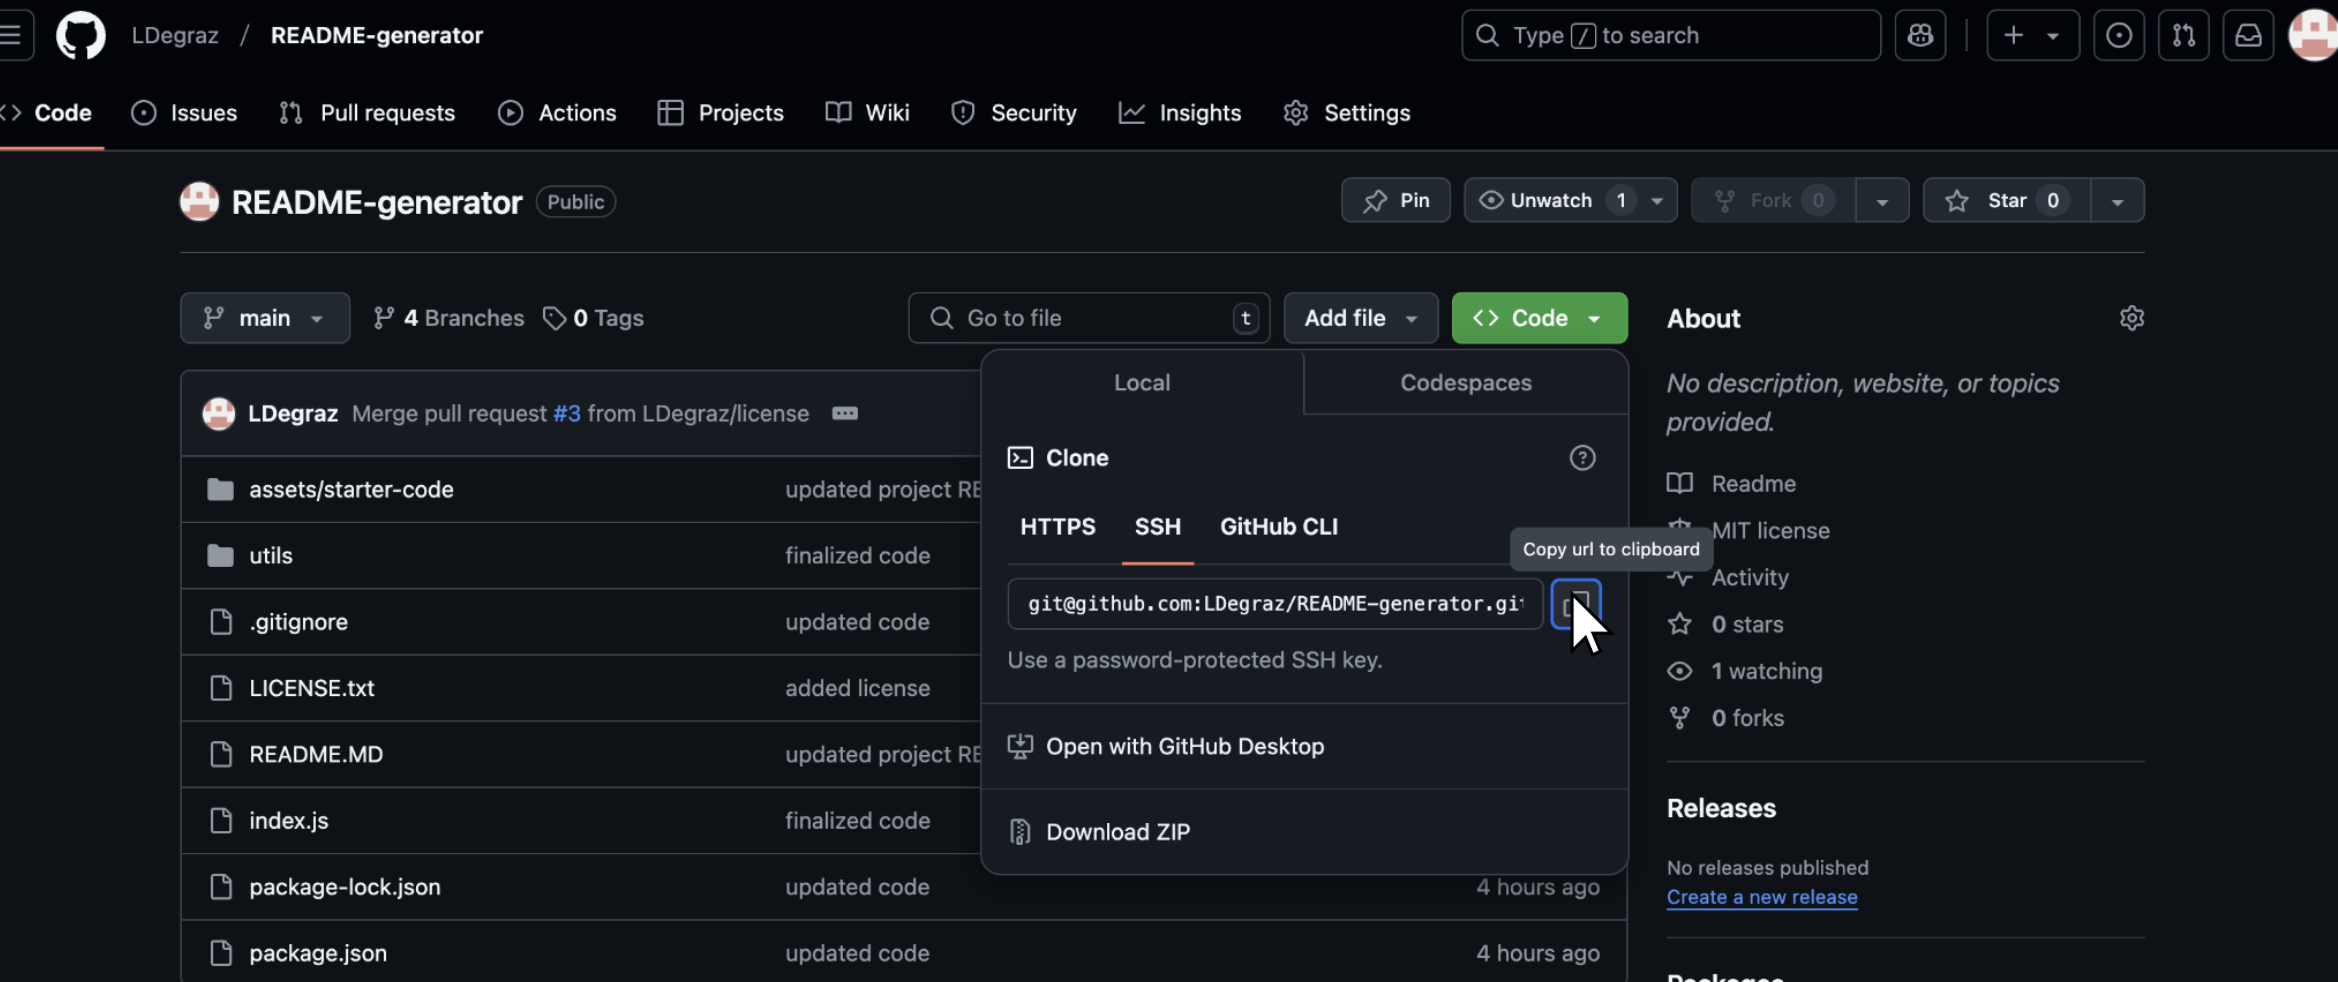 LDegraz / README-generator
Type / to search
Code Issues Pull requests Actions Projects Wiki Security Insights Settings
README-generator Public
Pin Unwatch 1 Fork 0 Star 0
main 4 Branches 0 Tags Go to file t Add file Code
LDegraz Merge pull request #3 from LDegraz/license
assets/starter-code updated project RE
utils finalized code
.gitignore updated code
LICENSE.txt added license
README.MD updated project RE
index.js finalized code
package-lock.json updated code 4 hours ago
package.json updated code 4 hours ago
Local Codespaces
Clone
HTTPS SSH GitHub CLI
Copy url to clipboard
git@github.com:LDegraz/README-generator.git
Use a password-protected SSH key.
Open with GitHub Desktop
Download ZIP
About
No description, website, or topics
provided.
Readme
MIT license
Activity
0 stars
1 watching
0 forks
Releases
No releases published
Create a new release
Packages